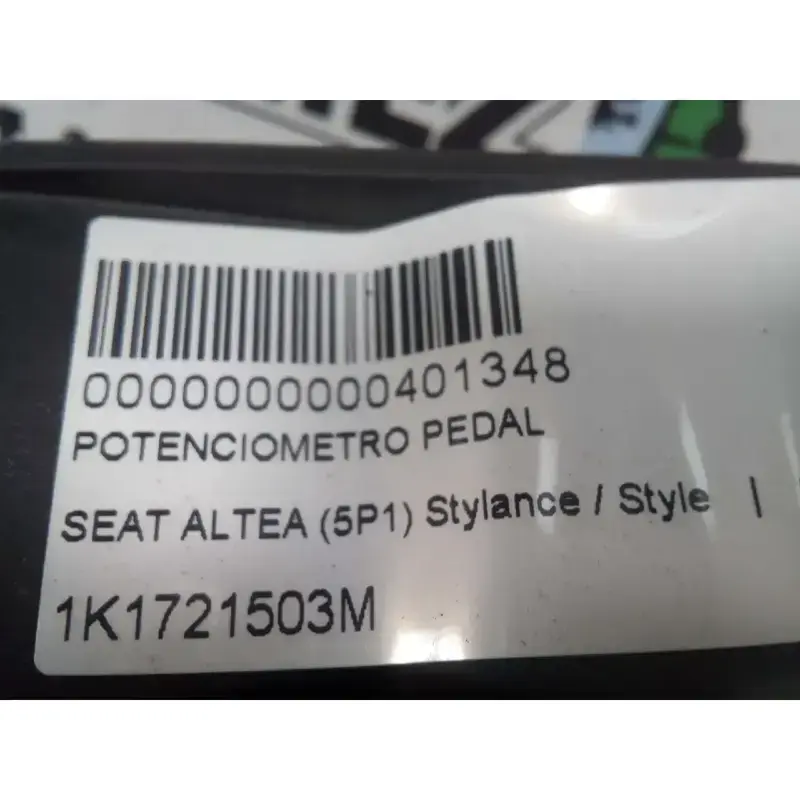 0000000000401348
POTENCIOMETRO PEDAL
SEAT ALTEA (5P1) Stylance / Style |
1K1721503M